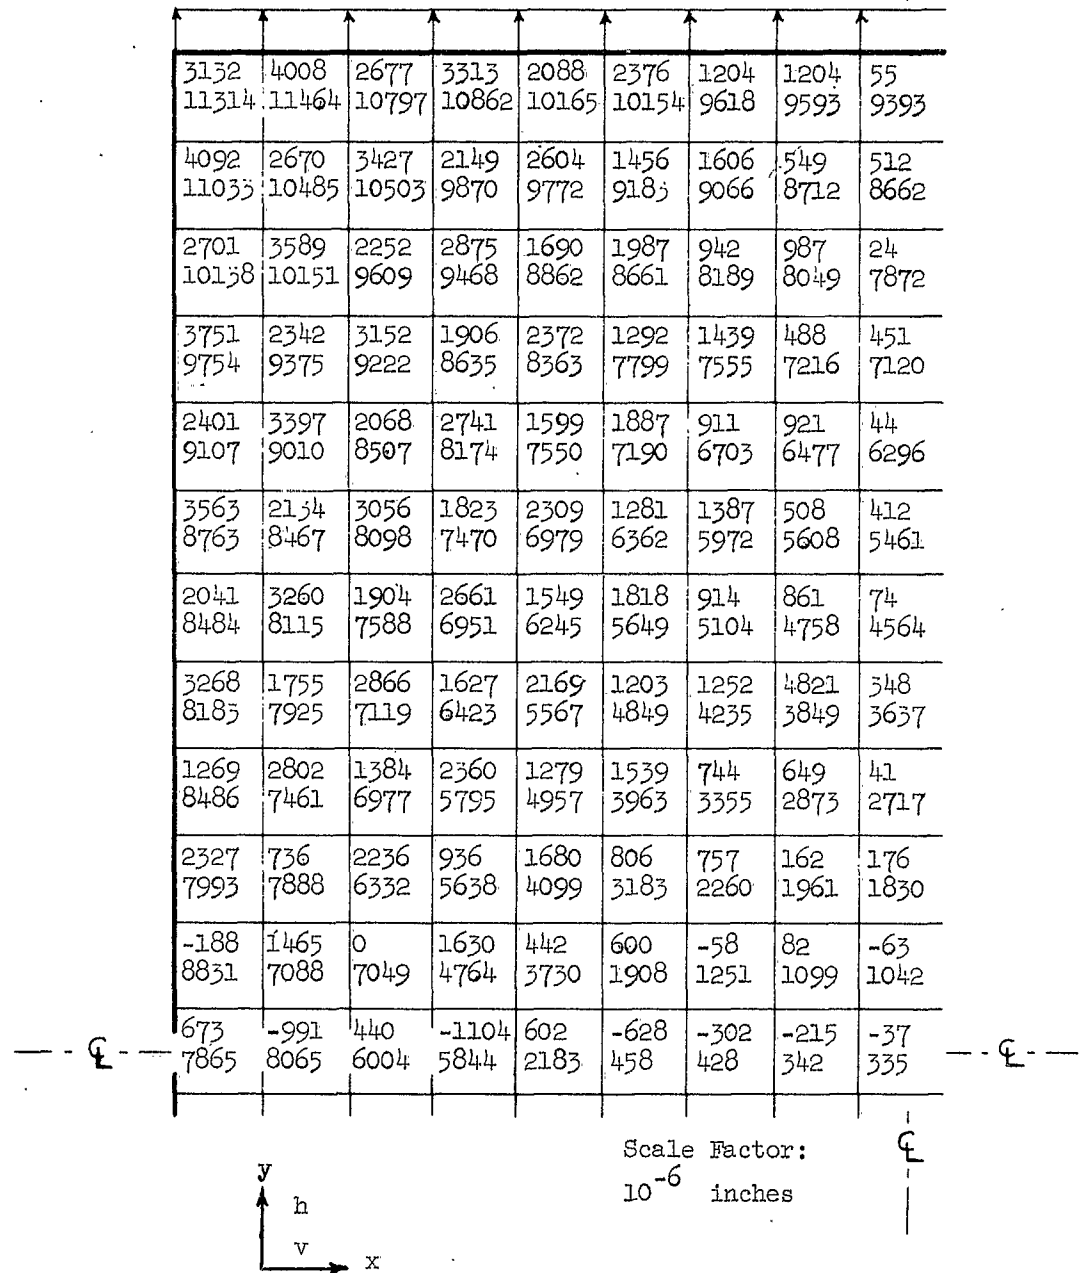 3132 4008 2677 3313 2088 2376 1204 1204 55
11314 11464 10797 10862 10165 10154 9618 9593 9393
4092 2670 3427 2149 2604 1456 1606 549 512
11033 10485 10503 9870 9772 9183 9066 8712 8662
2701 3589 2252 2875 1690 1987 942 987 24
10138 10151 9609 9468 8862 8661 8189 8049 7872
3751 2342 3152 1906 2372 1292 1439 488 451
9754 9375 9222 8635 8363 7799 7555 7216 7120
2401 3397 2068 2741 1599 1887 911 921 44
9107 9010 8507 8174 7550 7190 6703 6477 6296
3563 2134 3056 1823 2309 1281 1387 508 412
8763 8467 8098 7470 6979 6362 5972 5608 5461
2041 3260 1904 2661 1549 1818 914 861 74
8484 8115 7588 6951 6245 5649 5104 4758 4564
3268 1755 2866 1627 2169 1203 1252 4821 348
8183 7925 7119 6423 5567 4849 4235 3849 3637
1269 2802 1384 2360 1279 1539 744 649 41
8486 7461 6977 5795 4957 3963 3355 2873 2717
2327 736 2236 936 1680 806 757 162 176
7993 7888 6332 5638 4099 3183 2260 1961 1830
-188 1465 0 1630 442 600 -58 82 -63
8831 7088 7049 4764 3730 1908 1251 1099 1042
673 -991 440 -1104 602 -628 -302 -215 -37
℄ 7865 8065 6004 5844 2183 458 428 342 335 ℄
Scale Factor:
10^-6 inches
℄
y
h
v
x